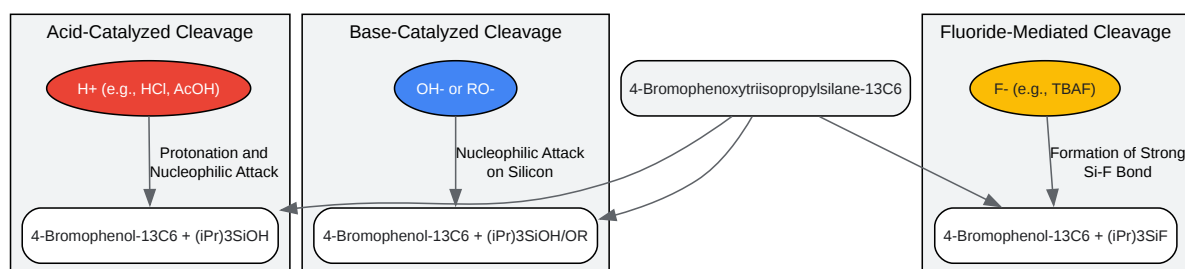 Acid-Catalyzed Cleavage
H+ (e.g., HCl, AcOH)
Protonation and
Nucleophilic Attack
4-Bromophenol-13C6 + (iPr)3SiOH
Base-Catalyzed Cleavage
OH- or RO-
Nucleophilic Attack
on Silicon
4-Bromophenol-13C6 + (iPr)3SiOH/OR
4-Bromophenoxytriisopropylsilane-13C6
Fluoride-Mediated Cleavage
F- (e.g., TBAF)
Formation of Strong
Si-F Bond
4-Bromophenol-13C6 + (iPr)3SiF